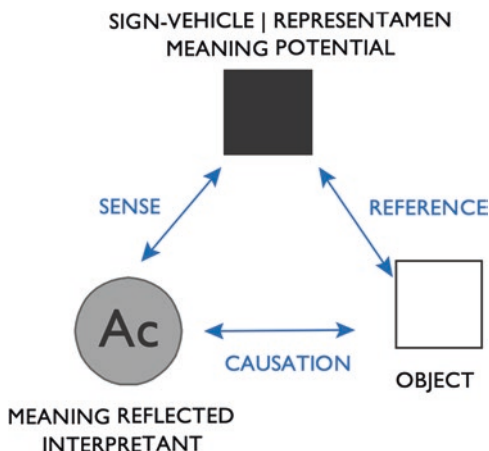 SIGN-VEHICLE | REPRESENTAMEN
MEANING POTENTIAL
SENSE
REFERENCE
Ac
CAUSATION
OBJECT
MEANING REFLECTED
INTERPRETANT